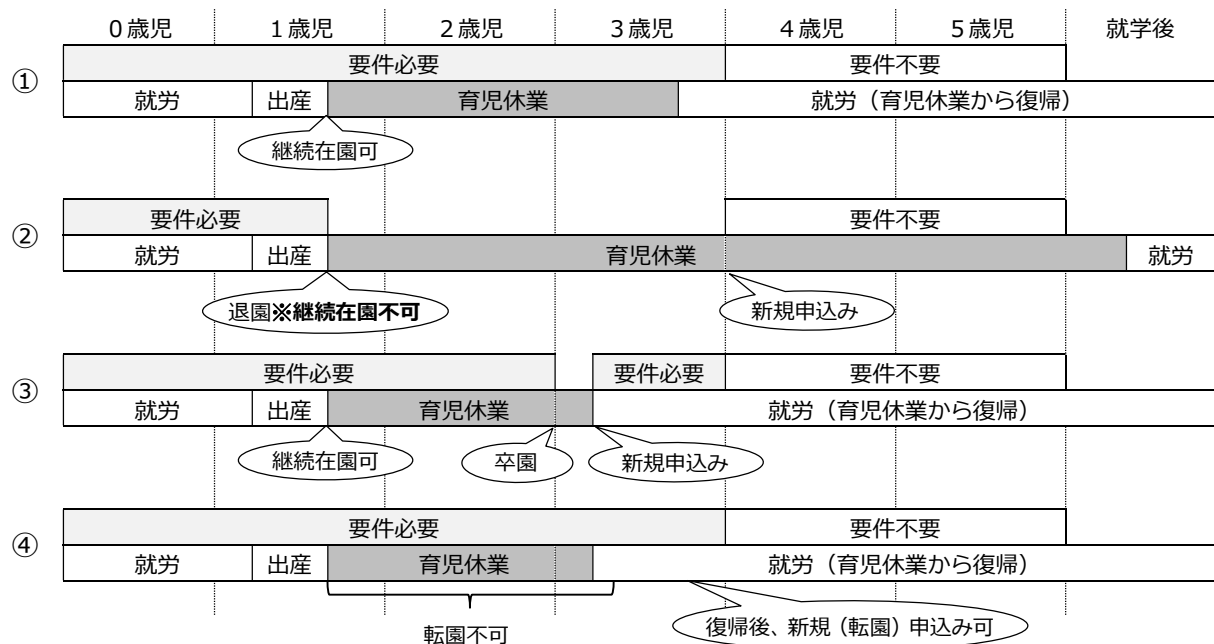 ０歳児 １歳児 ２歳児 ３歳児 ４歳児 ５歳児 就学後
①
要件必要 要件不要
就労 出産 育児休業 就労（育児休業から復帰）
継続在園可
②
要件必要 要件不要
就労 出産 育児休業 就労
退園※継続在園不可 新規申込み
③
要件必要 要件必要 要件不要
就労 出産 育児休業 就労（育児休業から復帰）
継続在園可 卒園 新規申込み
④
要件必要 要件不要
就労 出産 育児休業 就労（育児休業から復帰）
転園不可 復帰後、新規（転園）申込み可